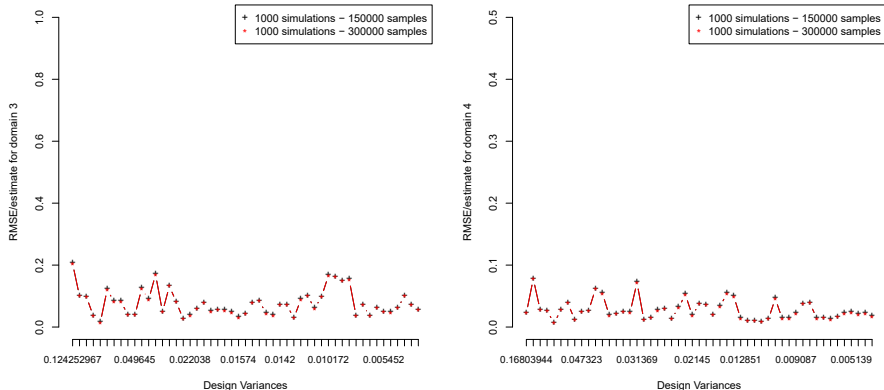 1000 simulations − 150000 samples
1000 simulations − 300000 samples
1.0
0.8
0.6
0.4
0.2
0.0
RMSE/estimate for domain 3
0.124252967 0.049645 0.022038 0.01574 0.0142 0.010172 0.005452
Design Variances
1000 simulations − 150000 samples
1000 simulations − 300000 samples
0.5
0.4
0.3
0.2
0.1
0.0
RMSE/estimate for domain 4
0.16803944 0.047323 0.031369 0.02145 0.012851 0.009087 0.005139
Design Variances